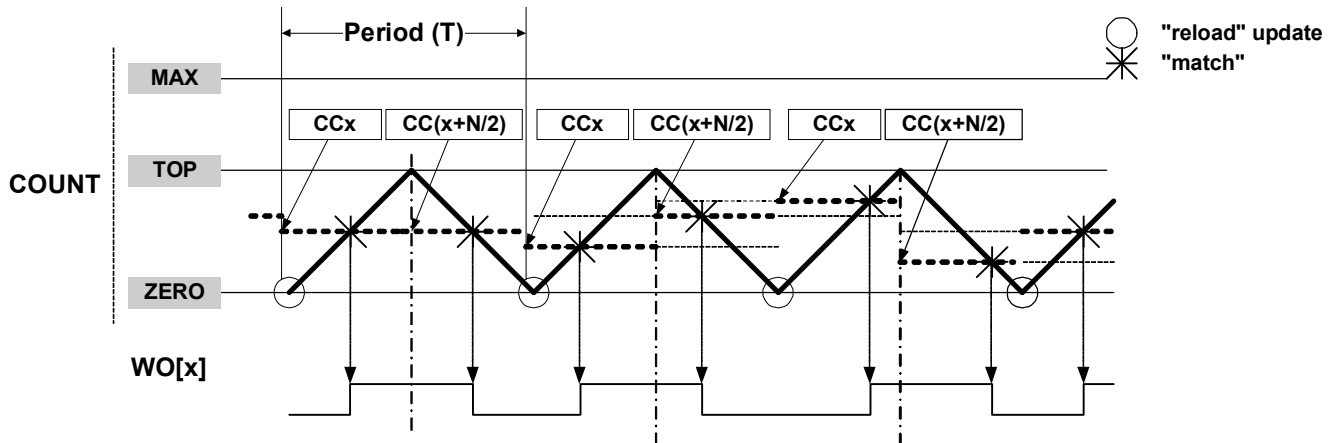 Period (T)
"reload" update
"match"
MAX
CCx
CC(x+N/2)
CCx
CC(x+N/2)
CCx
CC(x+N/2)
TOP
COUNT
ZERO
WO[x]